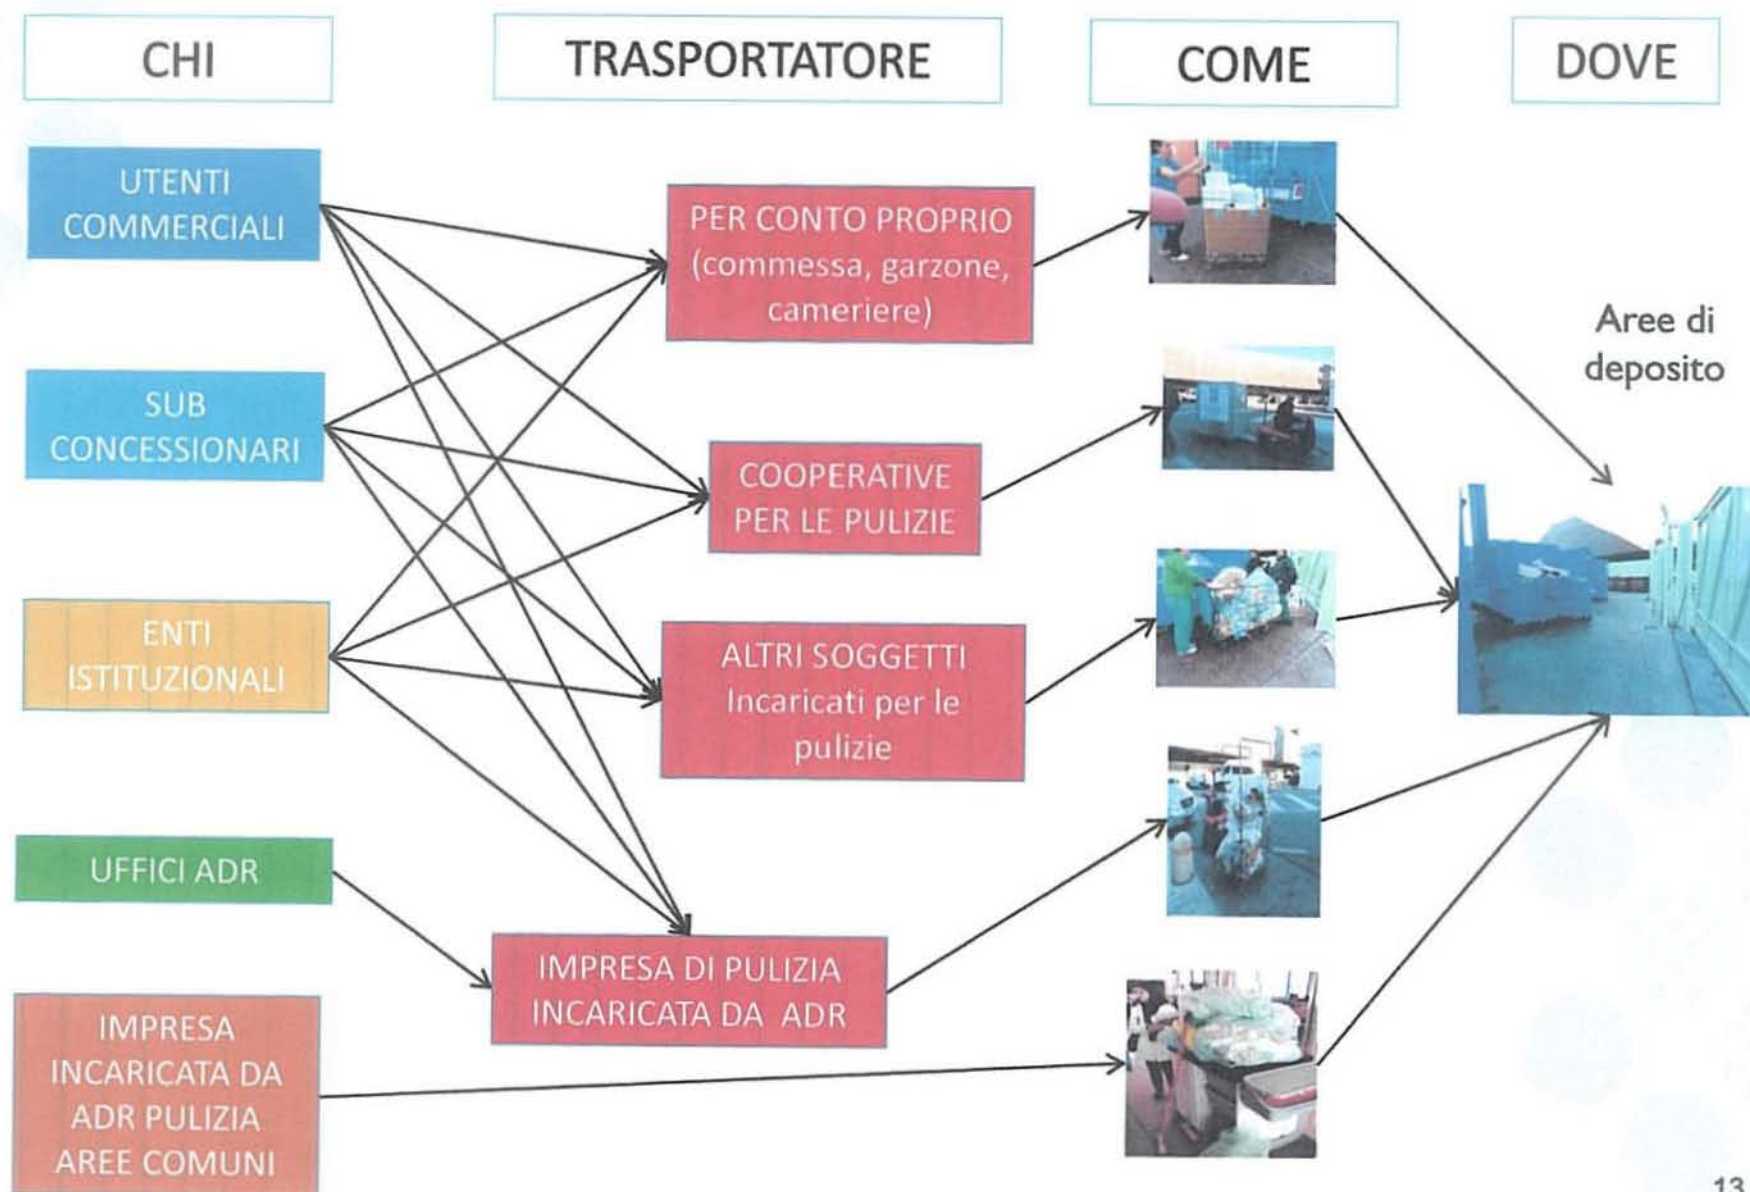 CHI
TRASPORTATORE
COME
DOVE
UTENTI
COMMERCIALI
SUB
CONCESSIONARI
ENTI
ISTITUZIONALI
UFFICI ADR
IMPRESA
INCARICATA DA
ADR PULIZIA
AREE COMUNI
PER CONTO PROPRIO
(commessa, garzone,
cameriere)
COOPERATIVE
PER LE PULIZIE
ALTRI SOGGETTI
Incaricati per le
pulizie
IMPRESA DI PULIZIA
INCARICATA DA ADR
Aree di
deposito
13